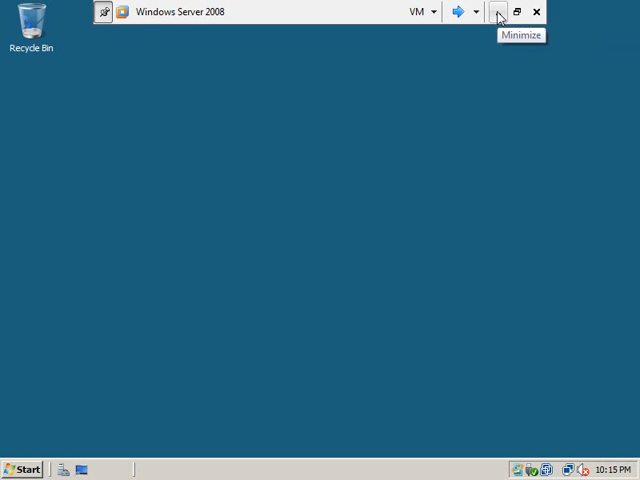 Windows Server 2008
VM
Minimize
Recycle Bin
Start
10:15 PM